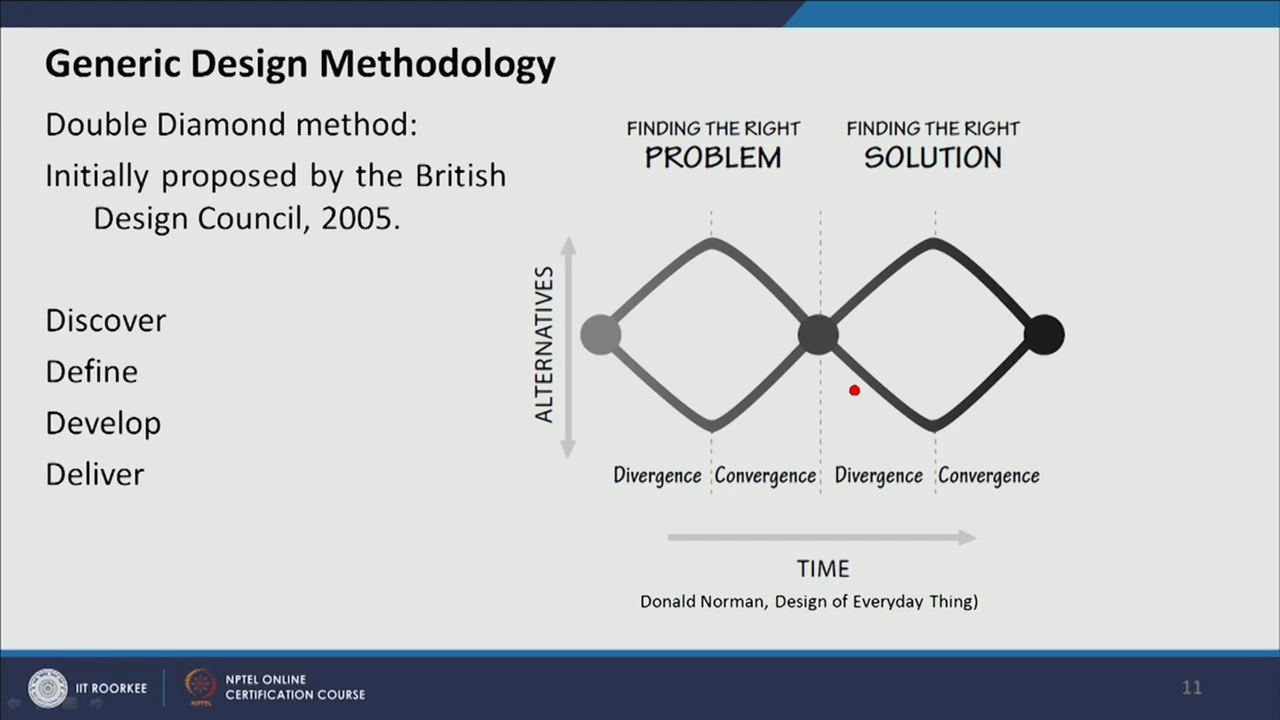 Generic Design Methodology
Double Diamond method:
Initially proposed by the British
Design Council, 2005.
Discover
Define
Develop
Deliver
FINDING THE RIGHT
PROBLEM
FINDING THE RIGHT
SOLUTION
ALTERNATIVES
Divergence
Convergence
Divergence
Convergence
TIME
Donald Norman, Design of Everyday Thing)
IIT ROORKEE
NPTEL
NPTEL ONLINE
CERTIFICATION COURSE
11